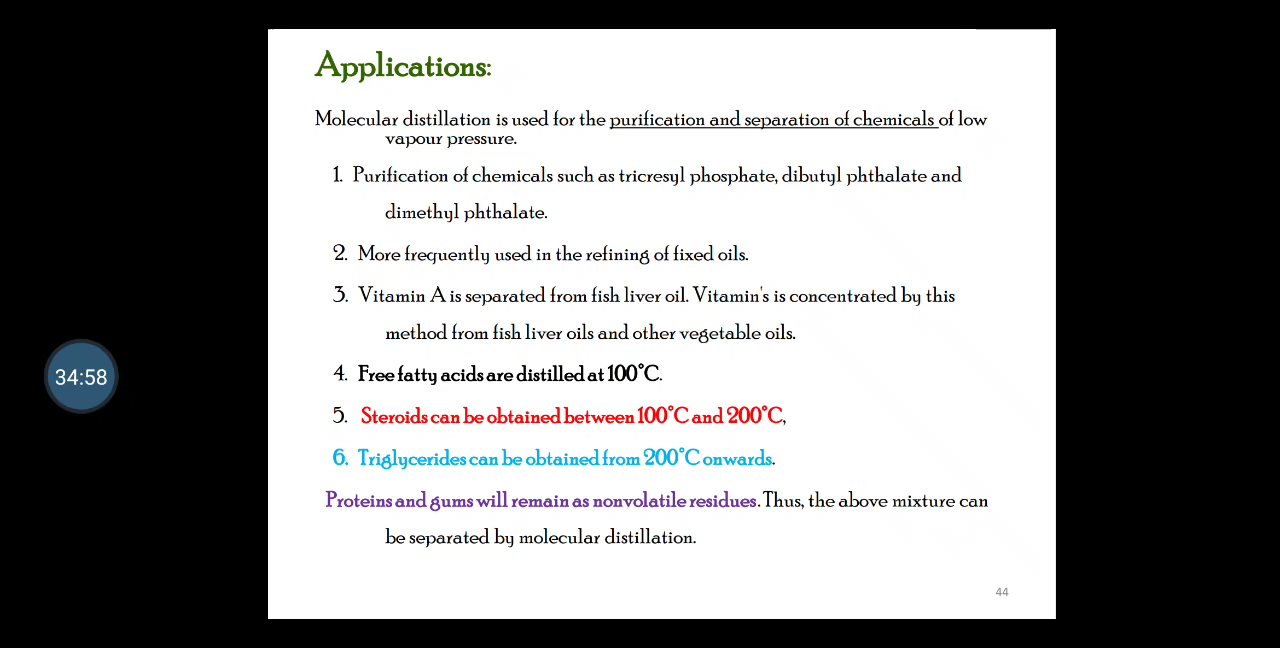 Applications:
Molecular distillation is used for the purification and separation of chemicals of low
vapour pressure.
1. Purification of chemicals such as tricresyl phosphate, dibutyl phthalate and
dimethyl phthalate.
2. More frequently used in the refining of fixed oils.
3. Vitamin A is separated from fish liver oil. Vitamin's is concentrated by this
method from fish liver oils and other vegetable oils.
34:58
4. Free fatty acids are distilled at 100°C.
5. Steroids can be obtained between 100°C and 200°C,
6. Triglycerides can be obtained from 200°C onwards.
Proteins and gums will remain as nonvolatile residues. Thus, the above mixture can
be separated by molecular distillation.
44